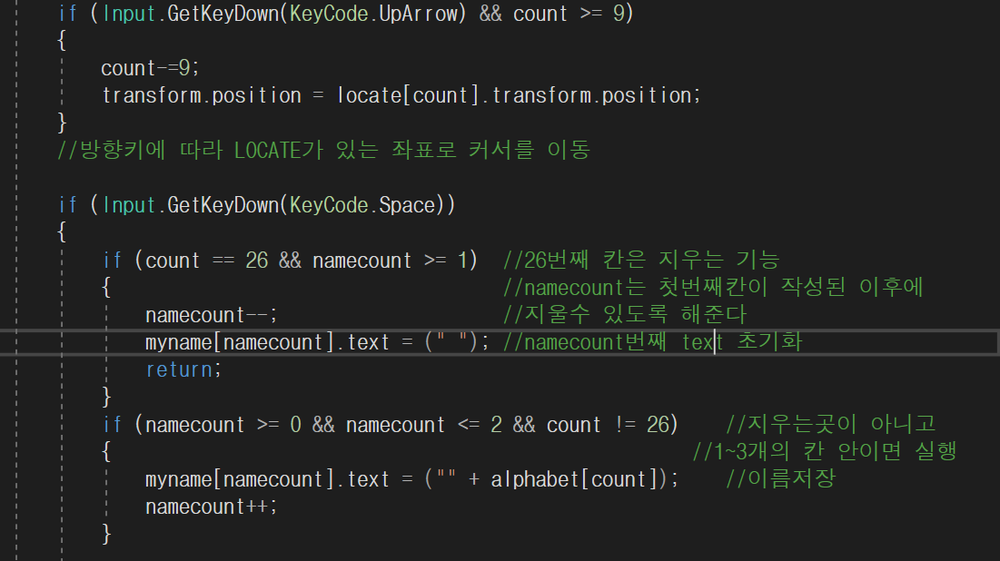 if (Input.GetKeyDown(KeyCode.UpArrow) && count >= 9)
{
count-=9;
transform.position = locate[count].transform.position;
}
//방향키에 따라 LOCATE가 있는 좌표로 커서를 이동
if (Input.GetKeyDown(KeyCode.Space))
{
if (count == 26 && namecount >= 1) //26번째 칸은 지우는 기능
{ //namecount는 첫번째칸이 작성된 이후에
namecount--; //지울수 있도록 해준다
myname[namecount].text = (" "); //namecount번째 text 초기화
return;
}
if (namecount >= 0 && namecount <= 2 && count != 26) //지우는곳이 아니고
{ //1~3개의 칸 안이면 실행
myname[namecount].text = ("" + alphabet[count]); //이름저장
namecount++;
}